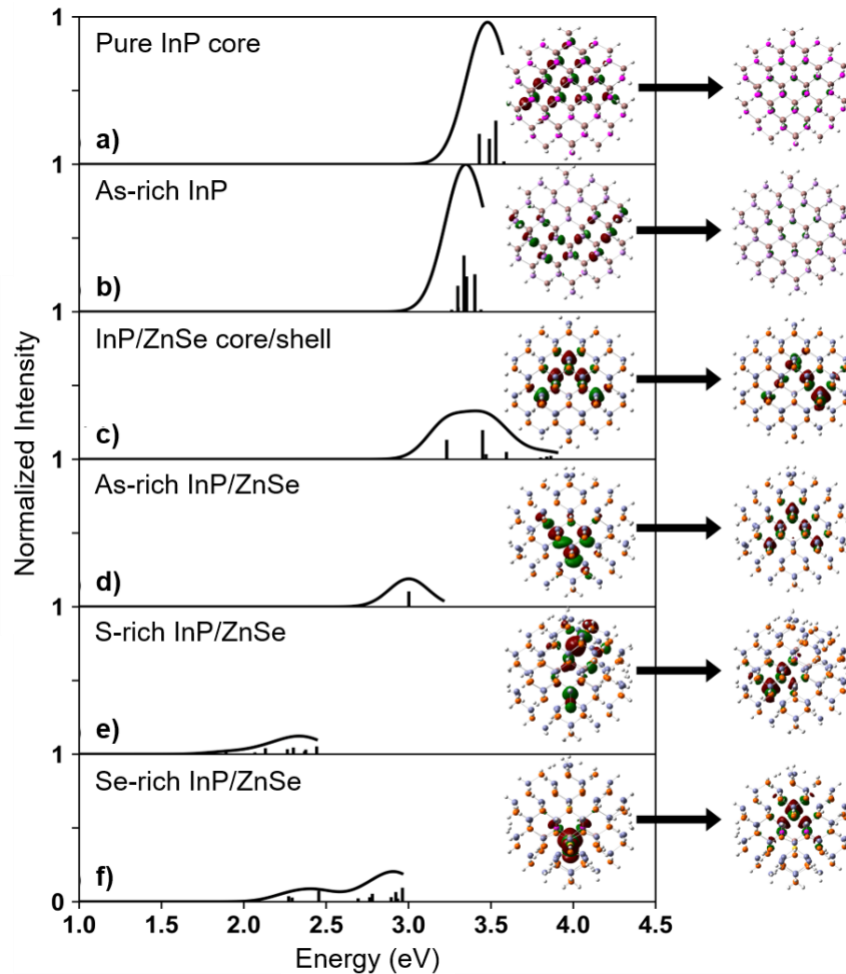 1
Pure InP core
a)
1
As-rich InP
b)
1
InP/ZnSe core/shell
c)
1
As-rich InP/ZnSe
d)
1
S-rich InP/ZnSe
e)
1
Se-rich InP/ZnSe
f)
0
1.0 1.5 2.0 2.5 3.0 3.5 4.0 4.5
Energy (eV)
Normalized Intensity